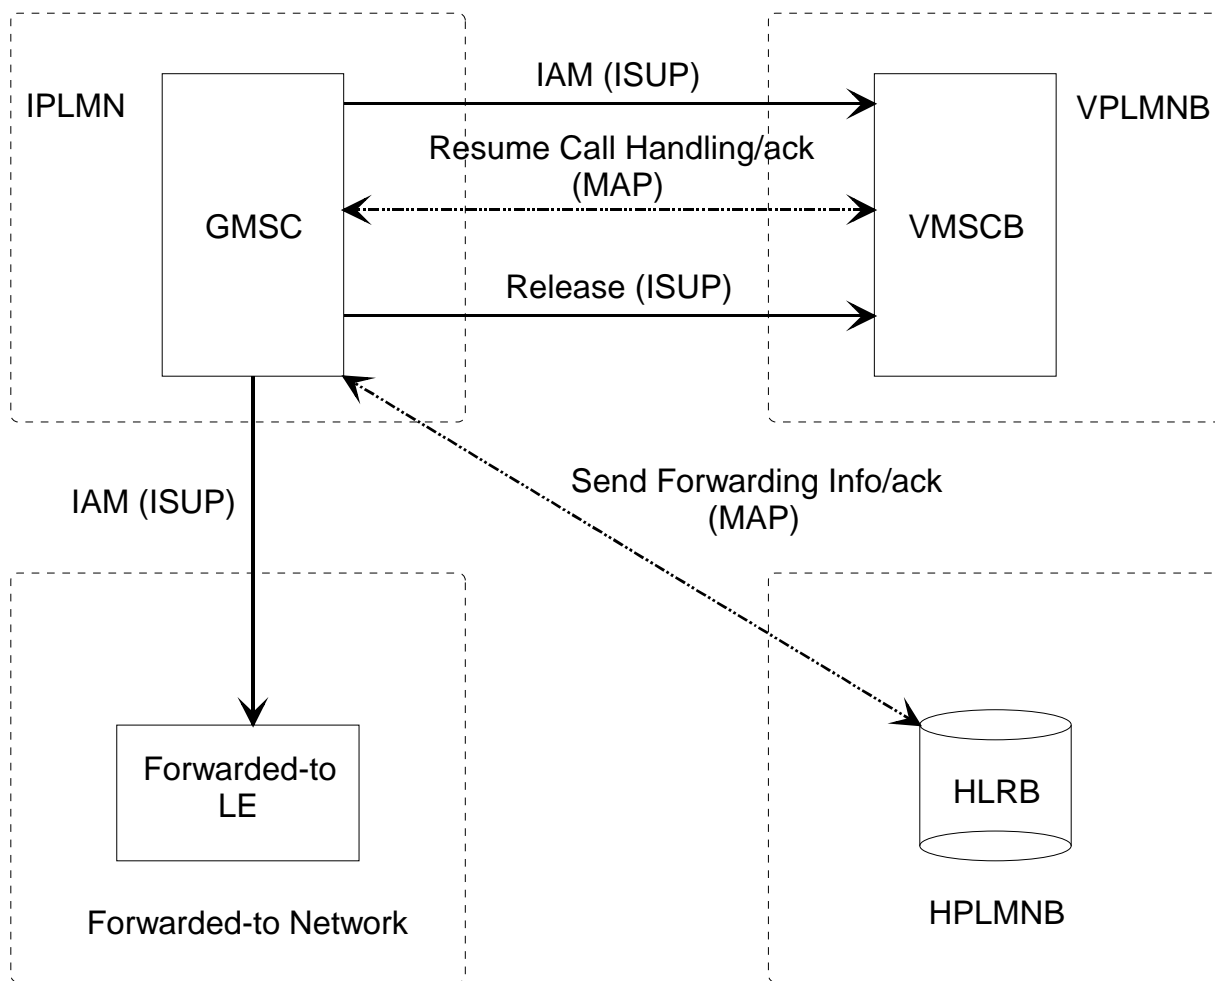 IAM (ISUP)
IPLMN
VPLMNB
Resume Call Handling/ack
(MAP)
GMSC
VMSCB
Release (ISUP)
Send Forwarding Info/ack
(MAP)
IAM (ISUP)
Forwarded-to
LE
HLRB
Forwarded-to Network
HPLMNB